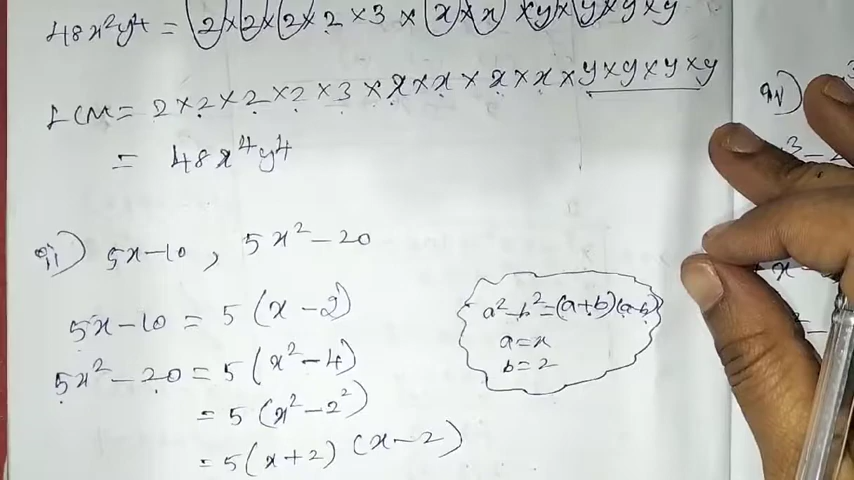 48x²y⁴ = 2×2×2×2×3×x×x×y×y×y×y
LCM = 2×2×2×2×3×x×x×x×x×y×y×y×y
= 48x⁴y⁴
ii) 5x-10, 5x²-20
5x-10 = 5(x-2)
5x²-20 = 5(x²-4)
= 5(x²-2²)
= 5(x+2)(x-2)
a²-b²=(a+b)(a-b)
a=x
b=2